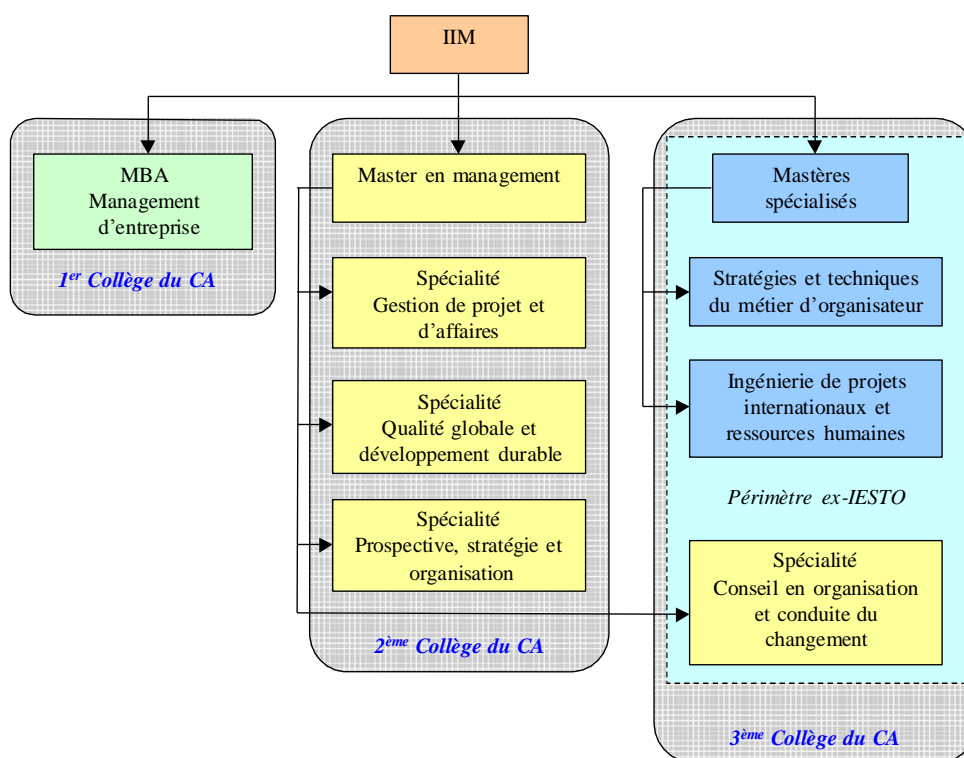 IIM
MBA
Management
d'entreprise
1er Collège du CA
Master en management
Spécialité
Gestion de projet et
d'affaires
Spécialité
Qualité globale et
développement durable
Spécialité
Prospective, stratégie et
organisation
2ème Collège du CA
Mastères
spécialisés
Stratégies et techniques
du métier d'organisateur
Ingénierie de projets
internationaux et
ressources humaines
Périmètre ex-IESTO
Spécialité
Conseil en organisation
et conduite du
changement
3ème Collège du CA